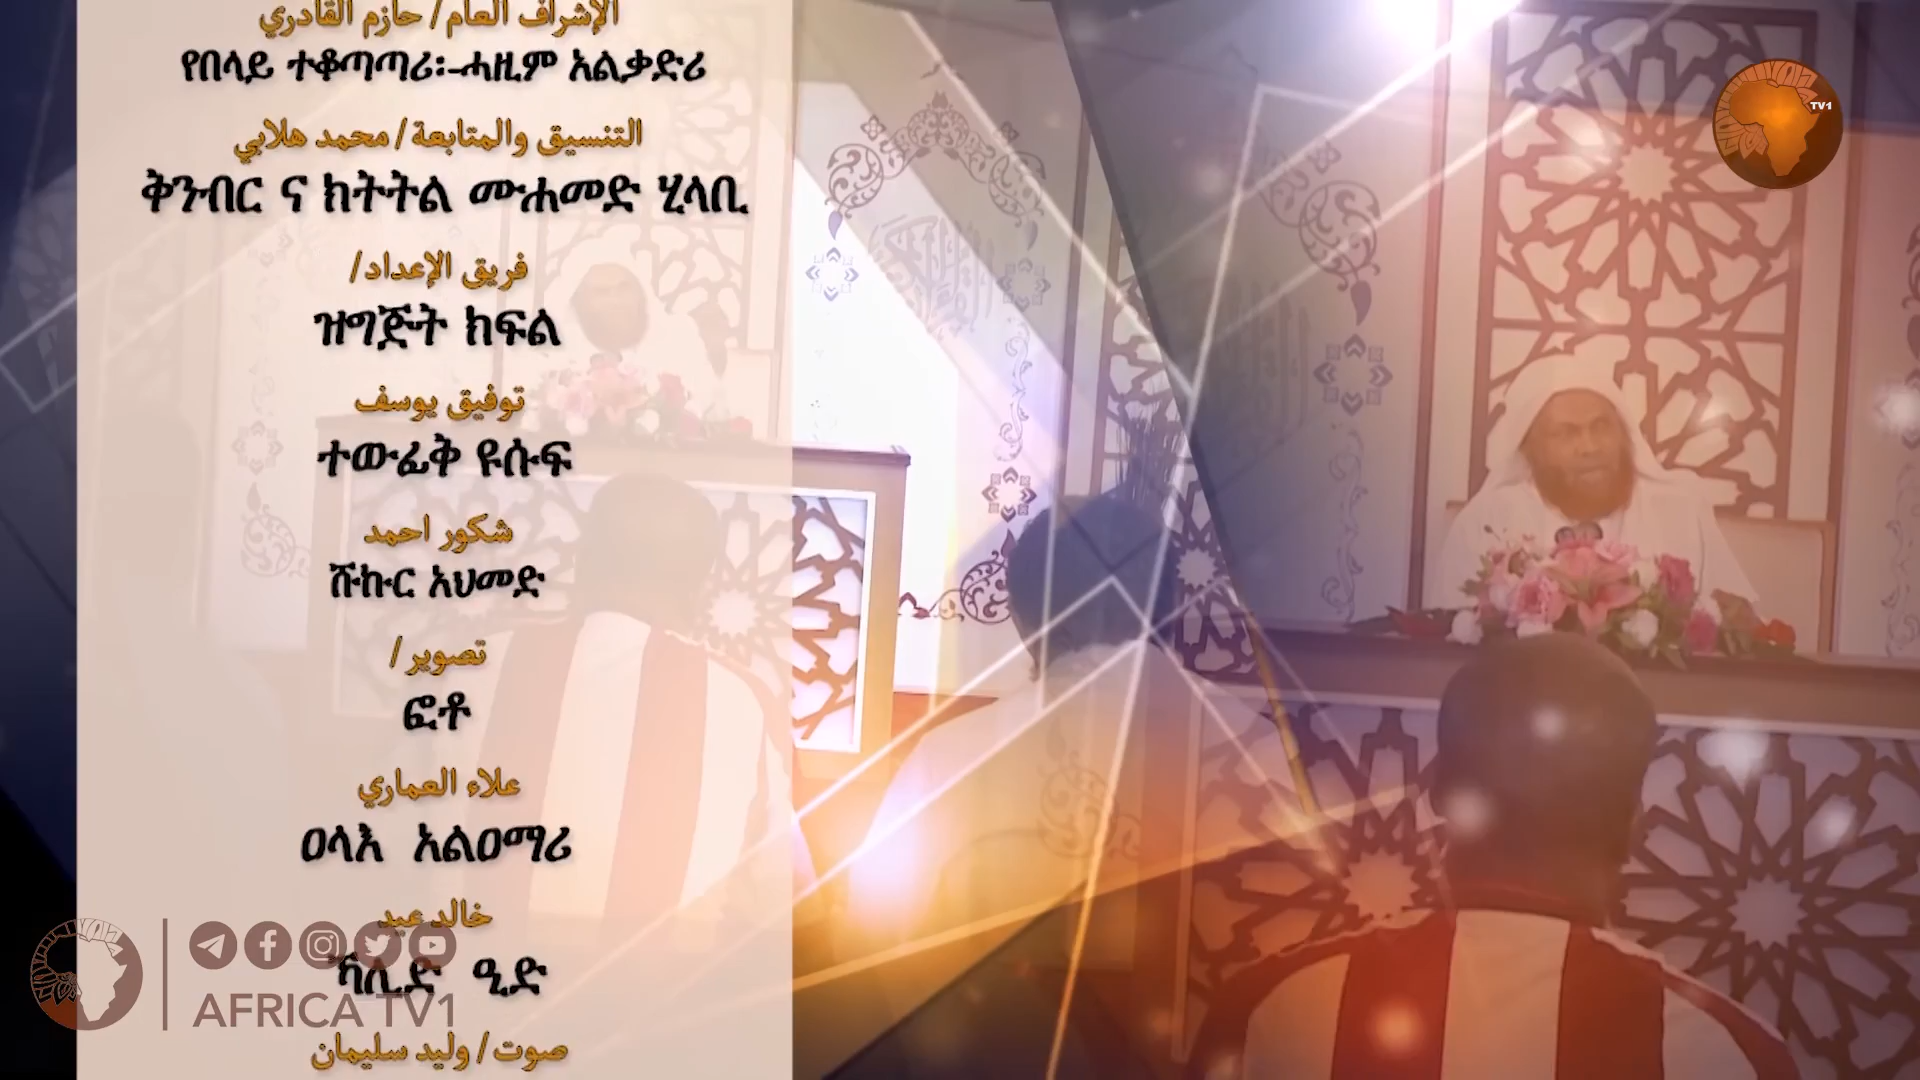 الإشراف العام/ حازم القادري
የበላይ ተቆጣጣሪ፡-ሓዚም አልቃድሪ
التنسيق والمتابعة/ محمد هلابي
ቅንብር ና ክትትል ሙሐመድ ሂላቢ
فريق الإعداد/
ዝግጅት ክፍል
توفيق يوسف
ተውፊቅ ዩሱፍ
شكور احمد
ሹኩር አህመድ
تصوير/
ፎቶ
علاء العماري
ዐላእ አልዐማሪ
خالد عيد
ኻሊድ ዒድ
صوت/ وليد سليمان
TV1
AFRICA TV1